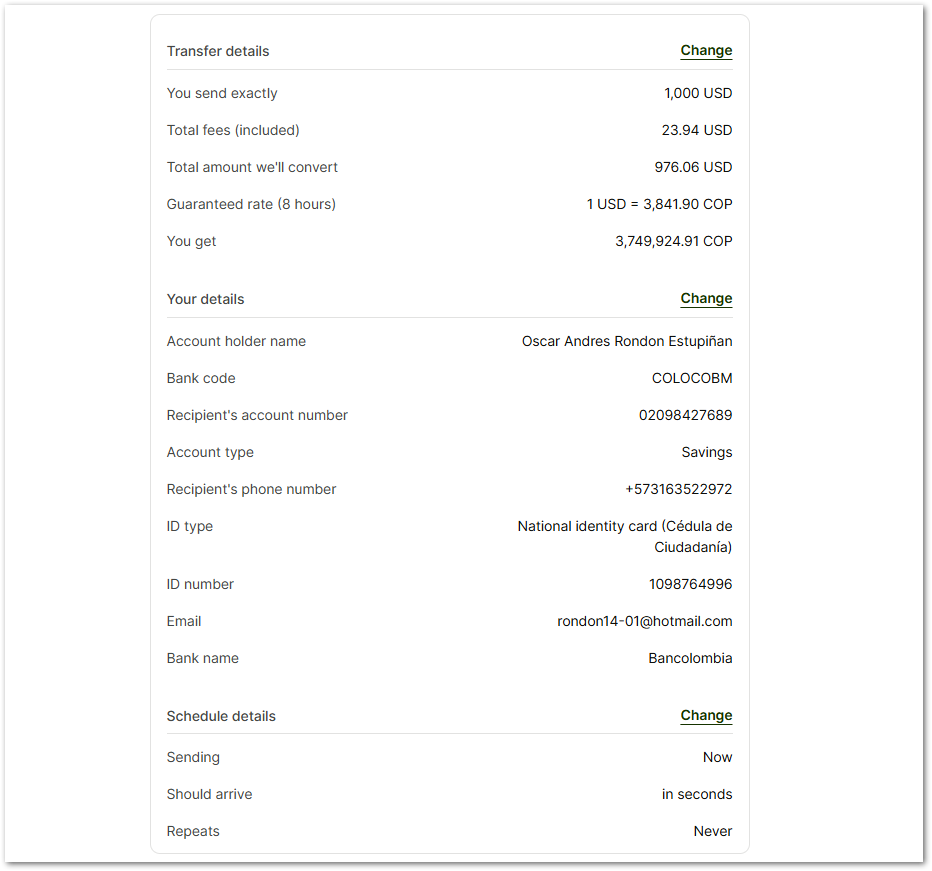 Transfer details Change
You send exactly 1,000 USD
Total fees (included) 23.94 USD
Total amount we'll convert 976.06 USD
Guaranteed rate (8 hours) 1 USD = 3,841.90 COP
You get 3,749,924.91 COP
Your details Change
Account holder name Oscar Andres Rondon Estupiñan
Bank code COLOCOBM
Recipient's account number 02098427689
Account type Savings
Recipient's phone number +573163522972
ID type National identity card (Cédula de
Ciudadanía)
ID number 1098764996
Email rondon14-01@hotmail.com
Bank name Bancolombia
Schedule details Change
Sending Now
Should arrive in seconds
Repeats Never